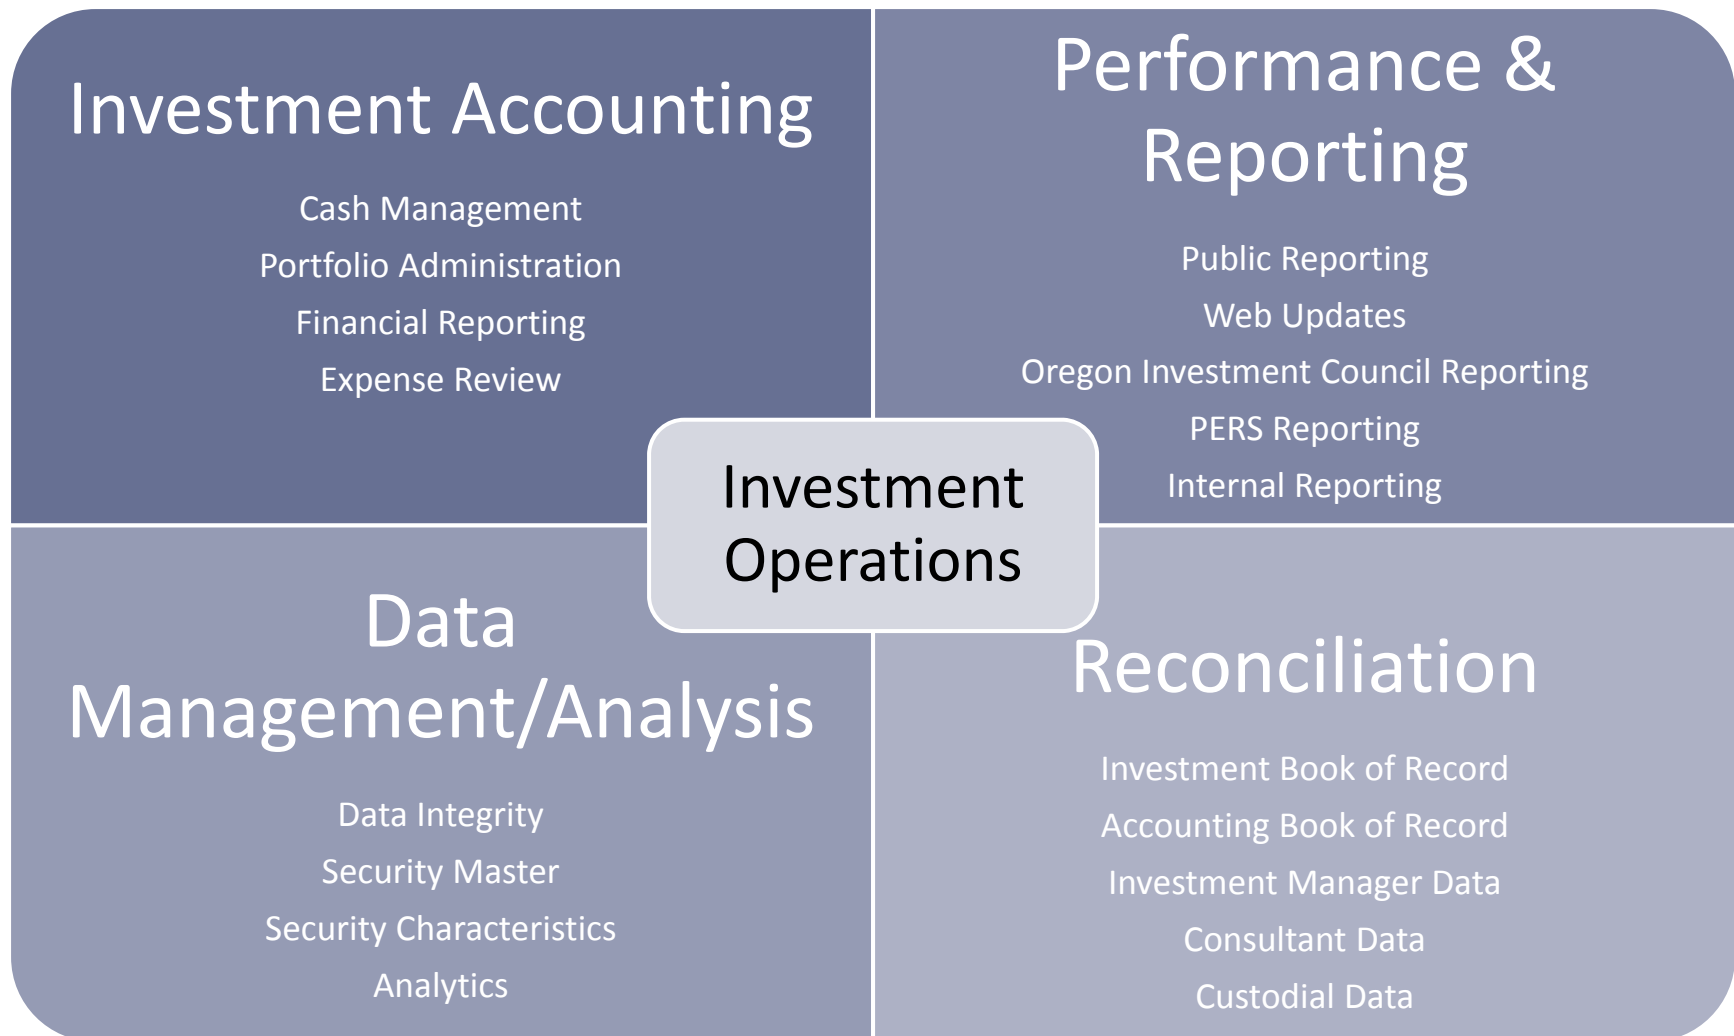 Investment Accounting
Cash Management
Portfolio Administration
Financial Reporting
Expense Review
Performance &
Reporting
Public Reporting
Web Updates
Oregon Investment Council Reporting
PERS Reporting
Internal Reporting
Investment
Operations
Data
Management/Analysis
Data Integrity
Security Master
Security Characteristics
Analytics
Reconciliation
Investment Book of Record
Accounting Book of Record
Investment Manager Data
Consultant Data
Custodial Data